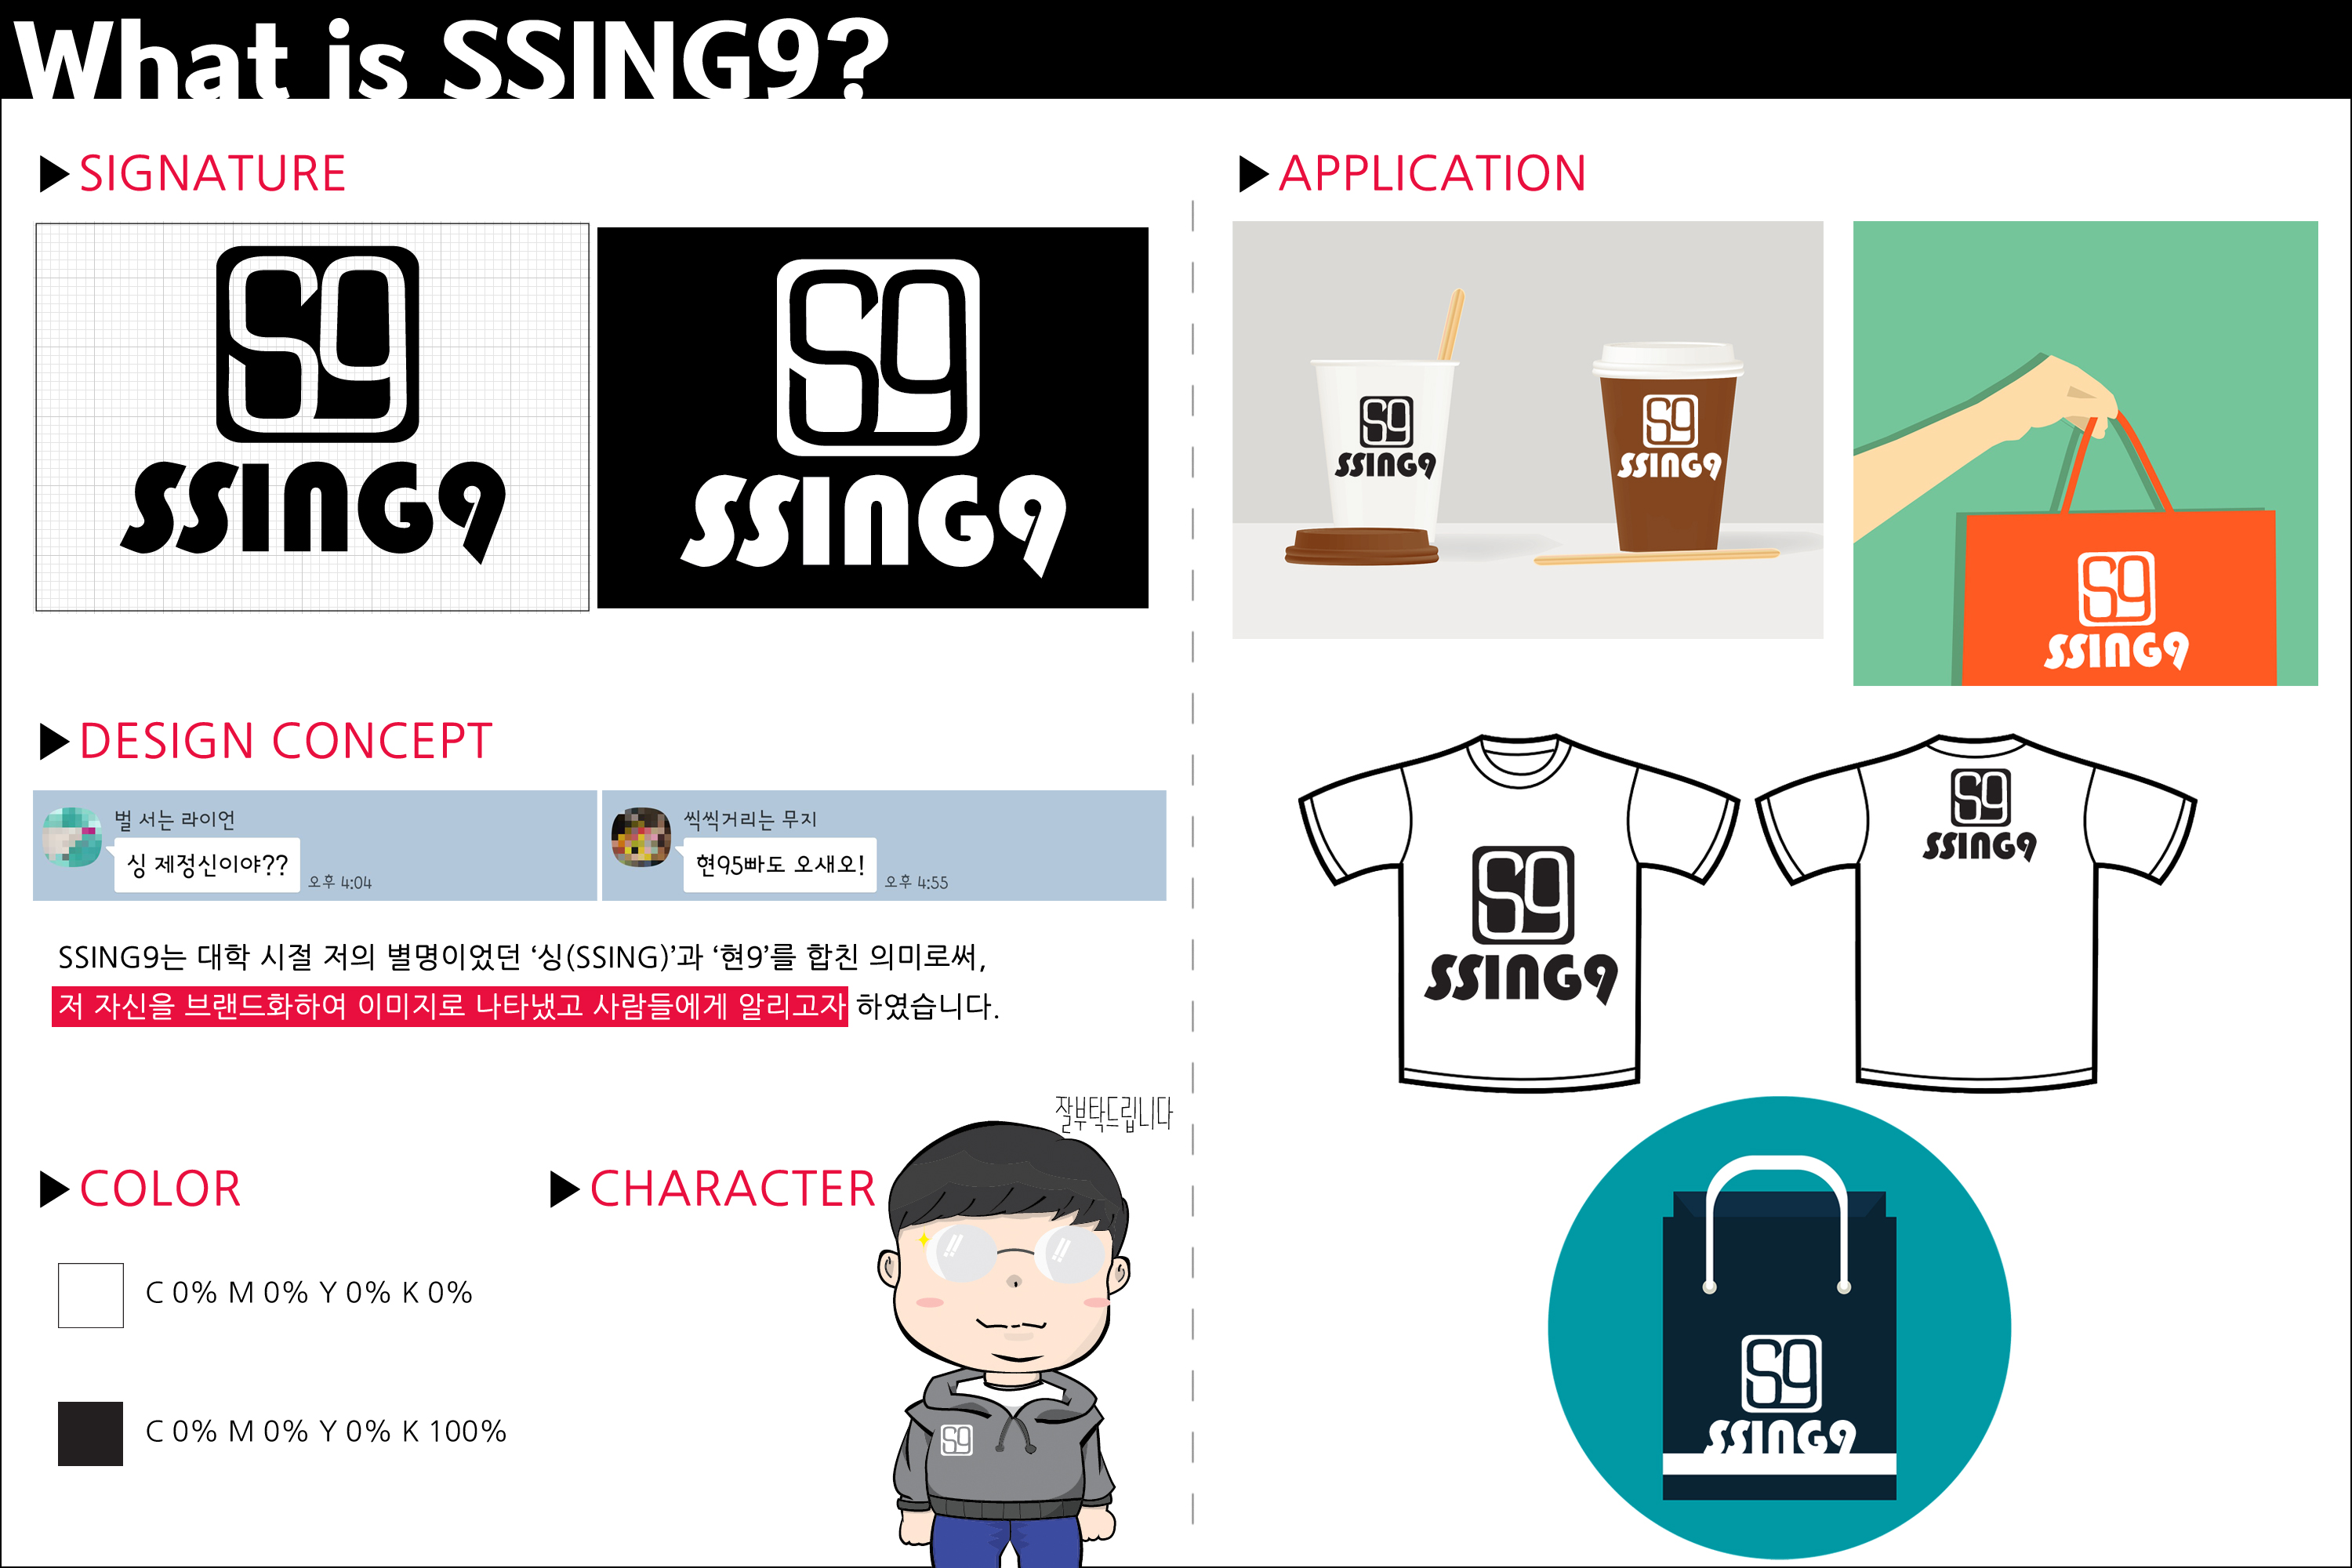 What is SSING9?
SIGNATURE
S9
SSING9
S9
SSING9
DESIGN CONCEPT
벌 서는 라이언
싱 제정신이야??
오후 4:04
씩씩거리는 무지
현95빠도 오새오!
오후 4:55
SSING9는 대학 시절 저의 별명이었던 ‘싱(SSING)’과 ‘현9’를 합친 의미로써,
저 자신을 브랜드화하여 이미지로 나타냈고 사람들에게 알리고자 하였습니다.
COLOR
C 0% M 0% Y 0% K 0%
C 0% M 0% Y 0% K 100%
CHARACTER
잘부탁드립니다
S9
APPLICATION
S9
SSING9
S9
SSING9
S9
SSING9
S9
SSING9
S9
SSING9
S9
SSING9